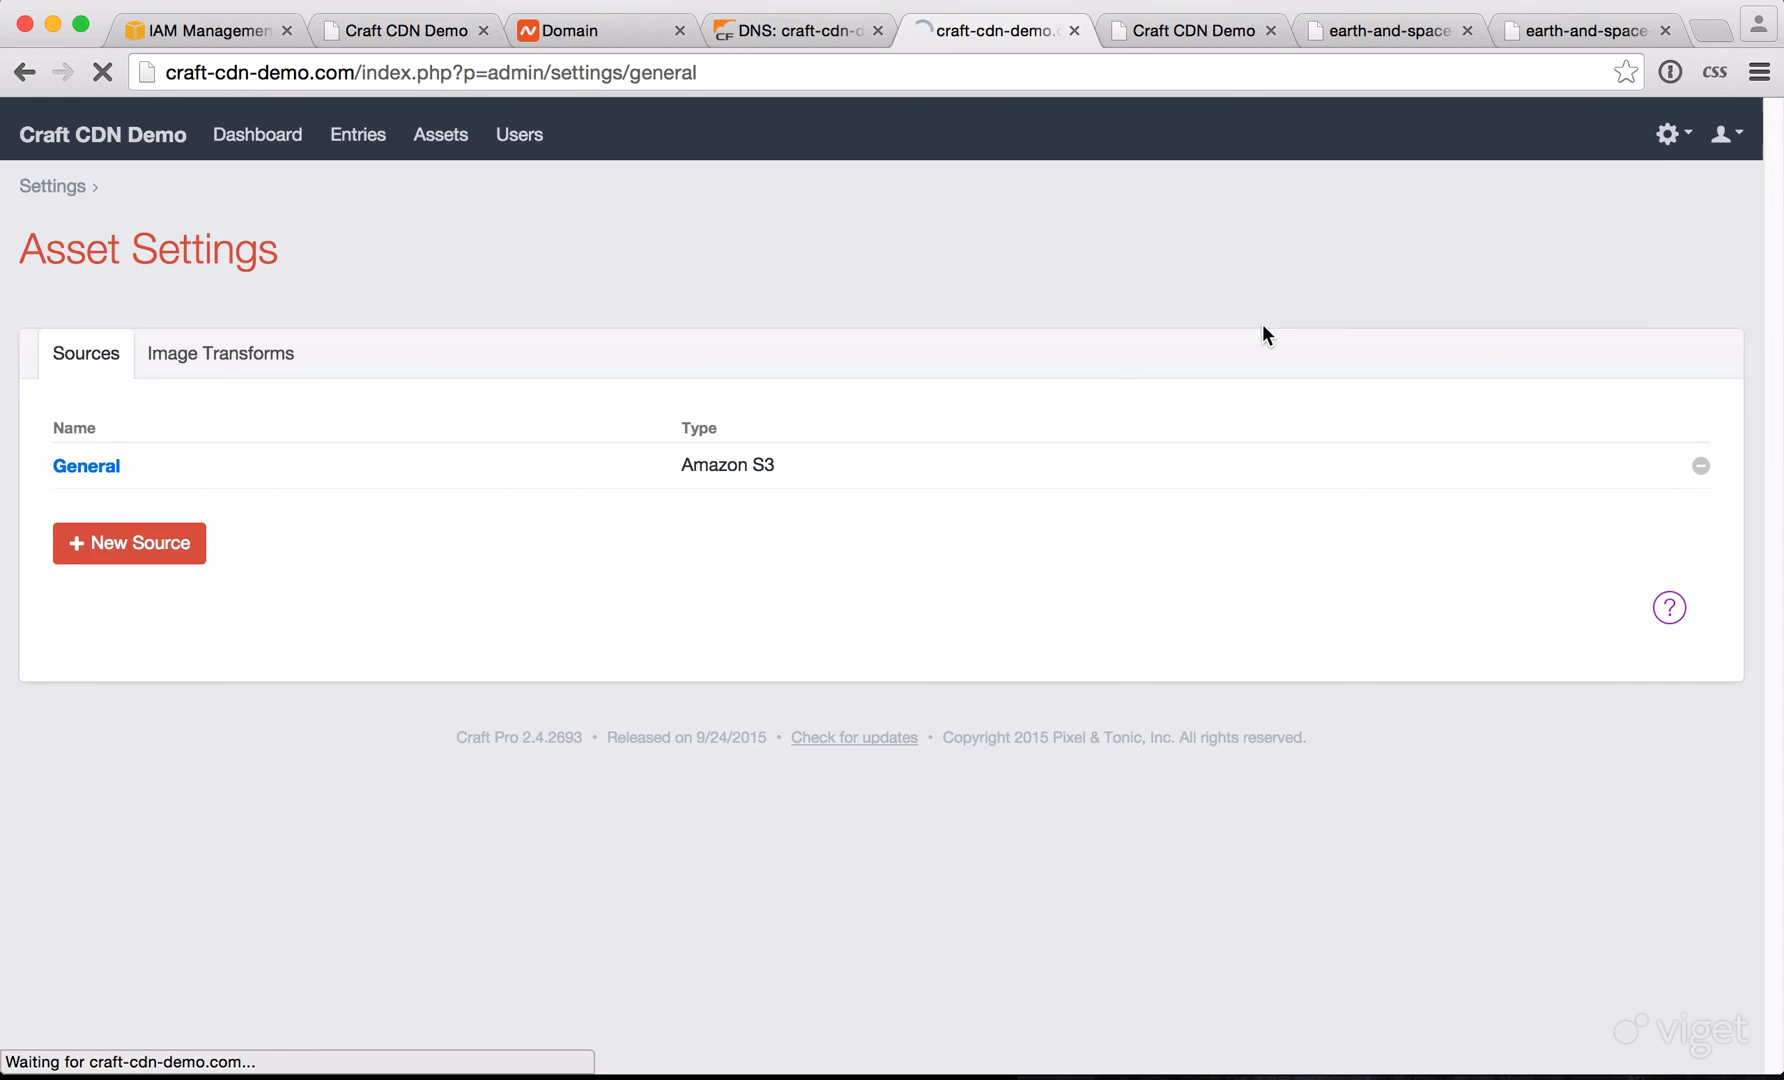 IAM Managemen
Craft CDN Demo
Domain
CF
DNS: craft-cdn-d
craft-cdn-demo.c
Craft CDN Demo
earth-and-space
earth-and-space
craft-cdn-demo.com/index.php?p=admin/settings/general
CSS
Craft CDN Demo
Dashboard
Entries
Assets
Users
Settings ›
Asset Settings
Sources
Image Transforms
Name
Type
General
Amazon S3
+ New Source
?
Craft Pro 2.4.2693 • Released on 9/24/2015 • Check for updates • Copyright 2015 Pixel & Tonic, Inc. All rights reserved.
viget
Waiting for craft-cdn-demo.com...